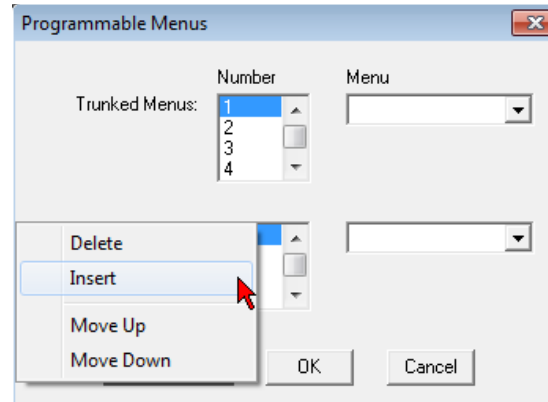 Programmable Menus
Number Menu
Trunked Menus:
1
2
3
4
Delete
Insert
Move Up
Move Down
OK Cancel